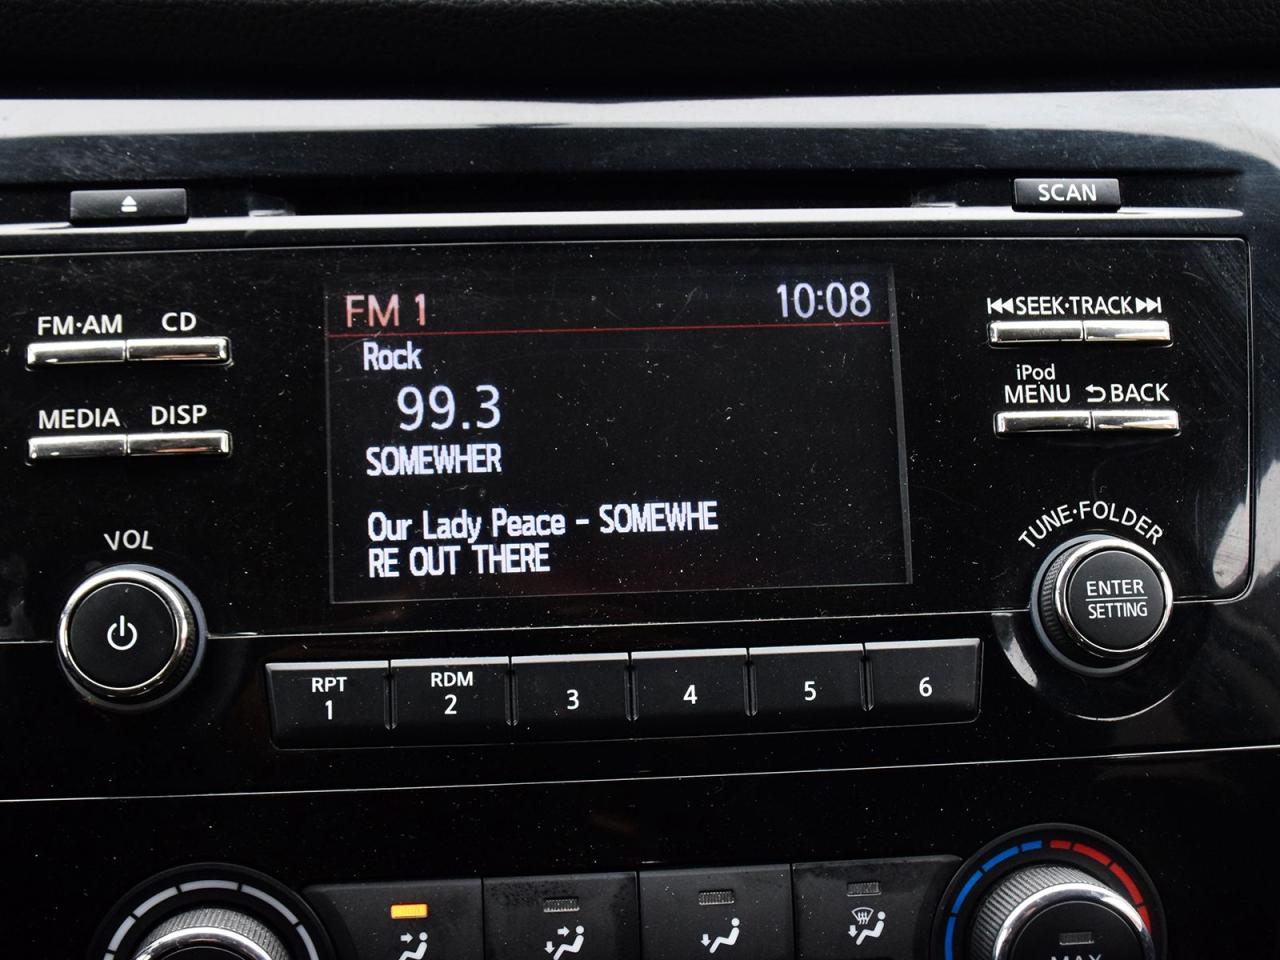 SCAN
FM 1 10:08
Rock
99.3
SOMEWHER
Our Lady Peace - SOMEWHE
RE OUT THERE
FM·AM CD
MEDIA DISP
VOL
SEEK·TRACK
iPod
MENU BACK
TUNE·FOLDER
ENTER
SETTING
RPT
1
RDM
2
3
4
5
6
MAX